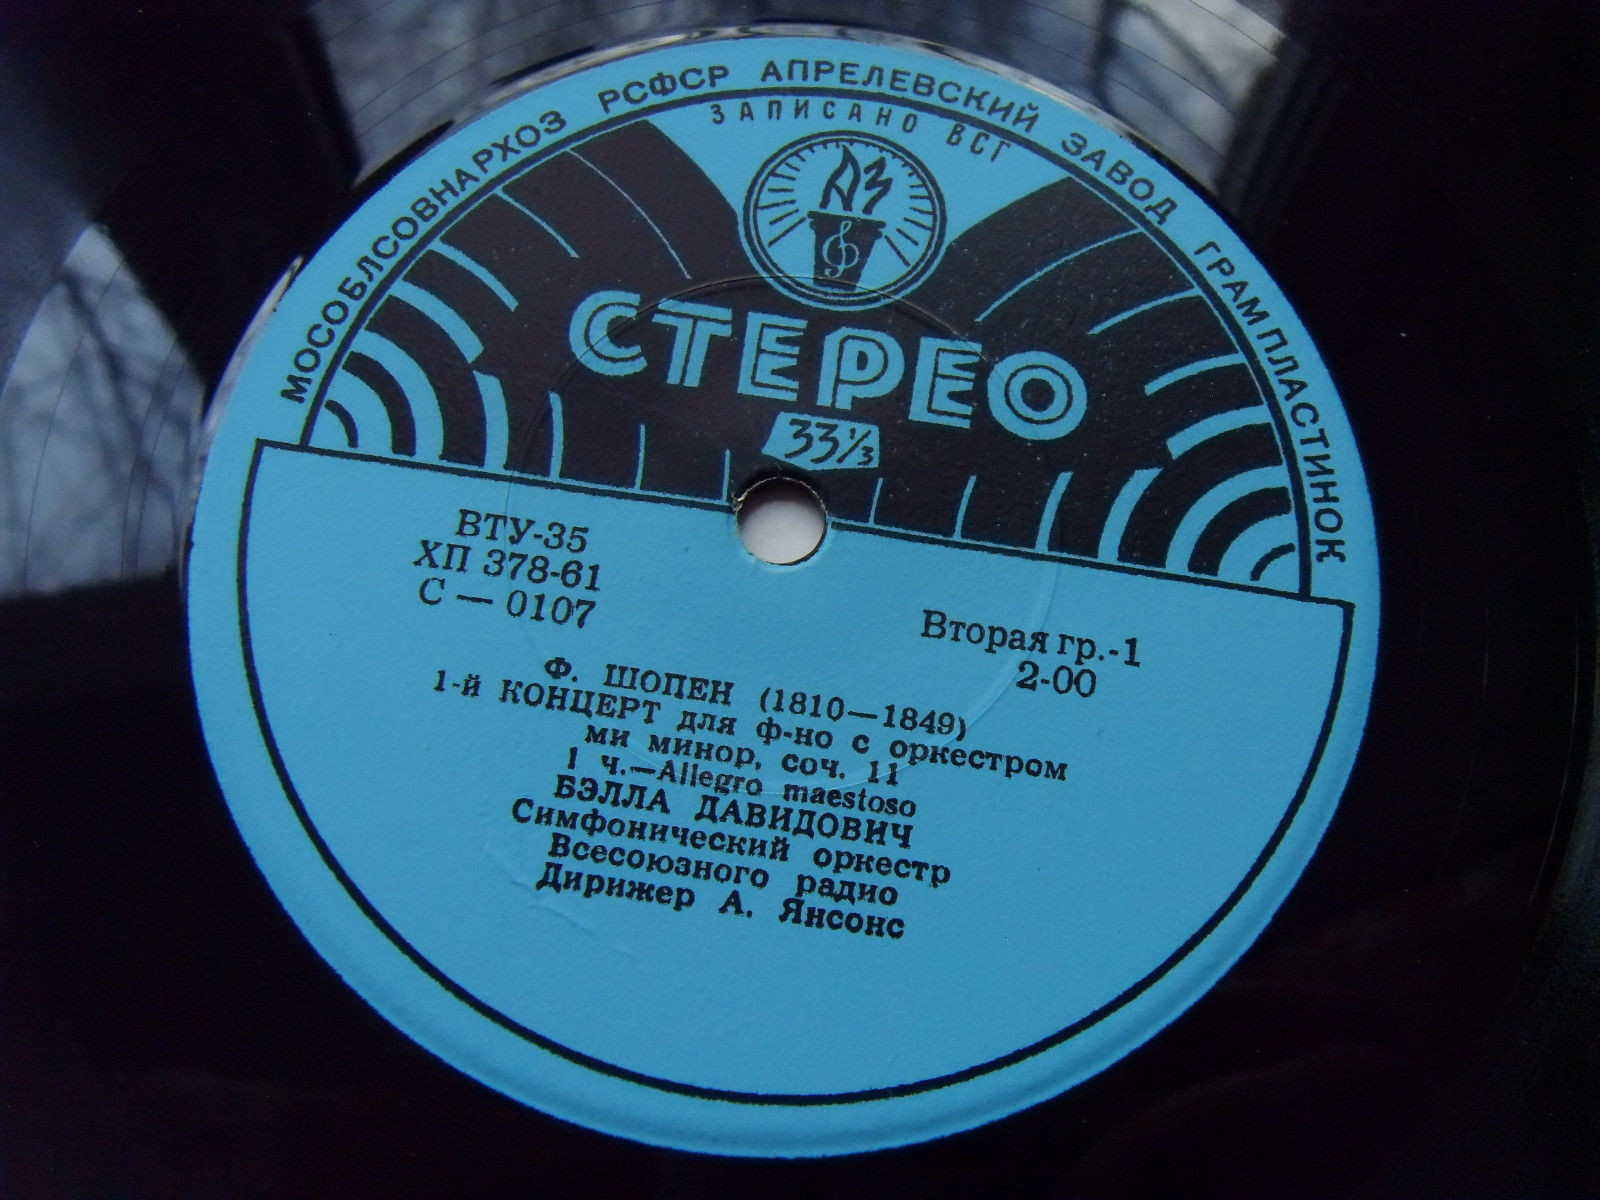 МОСОБЛСОВНАРХОЗ РСФСР АПРЕЛЕВСКИЙ ЗАВОД ГРАМПЛАСТИНОК
ЗАПИСАНО ВСГ
АЗ
СТЕРЕО
33⅓
ВТУ-35
ХП 378-61
С — 0107
Вторая гр.-1
2-00
Ф. ШОПЕН (1810—1849)
1-й КОНЦЕРТ для ф-но с оркестром
ми минор, соч. 11
I ч.—Allegro maestoso
БЭЛЛА ДАВИДОВИЧ
Симфонический оркестр
Всесоюзного радио
Дирижер А. Янсонс